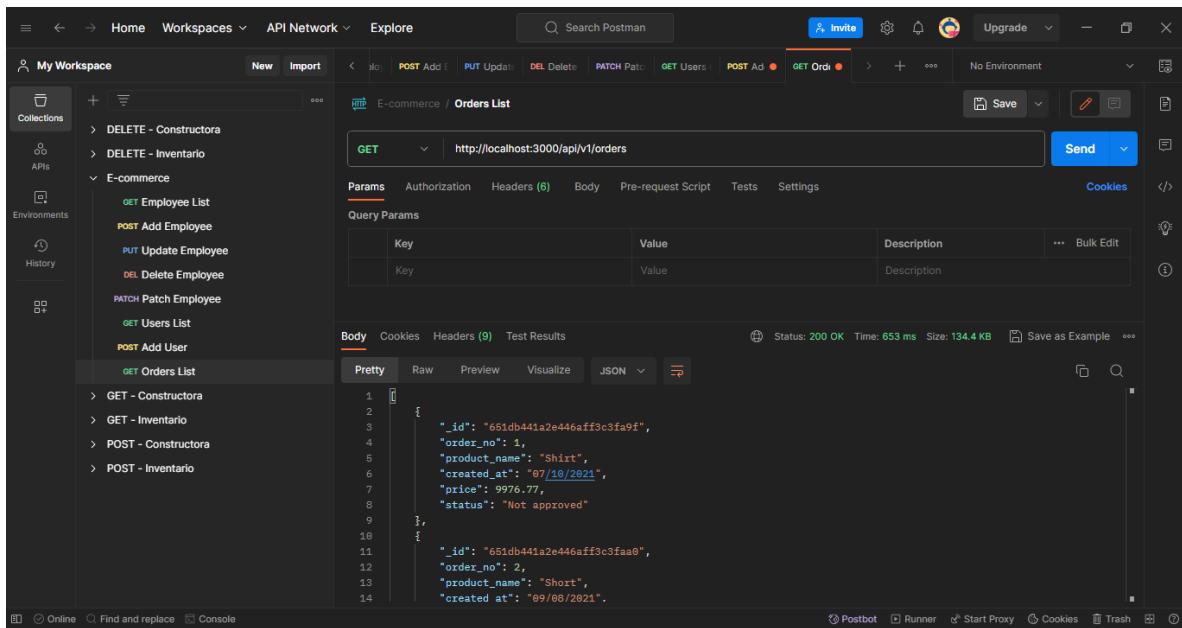 Home Workspaces API Network Explore Search Postman Invite Upgrade
My Workspace New Import POST Add E PUT Updat DEL Delete PATCH Patc GET Users POST Ad GET Orde No Environment
Collections
APIs
Environments
History
DELETE - Constructora
DELETE - Inventario
E-commerce
GET Employee List
POST Add Employee
PUT Update Employee
DEL Delete Employee
PATCH Patch Employee
GET Users List
POST Add User
GET Orders List
GET - Constructora
GET - Inventario
POST - Constructora
POST - Inventario
HTTP E-commerce / Orders List Save
GET http://localhost:3000/api/v1/orders Send
Params Authorization Headers (6) Body Pre-request Script Tests Settings Cookies
Query Params
Key Value Description Bulk Edit
Key Value Description
Body Cookies Headers (9) Test Results Status: 200 OK Time: 653 ms Size: 134.4 KB Save as Example
Pretty Raw Preview Visualize JSON
1 [
2 {
3 "_id": "651db441a2e446aff3c3fa9f",
4 "order_no": 1,
5 "product_name": "Shirt",
6 "created_at": "07/10/2021",
7 "price": 9976.77,
8 "status": "Not approved"
9 },
10 {
11 "_id": "651db441a2e446aff3c3faa0",
12 "order_no": 2,
13 "product_name": "Short",
14 "created_at": "09/08/2021",
Online Find and replace Console Postbot Runner Start Proxy Cookies Trash